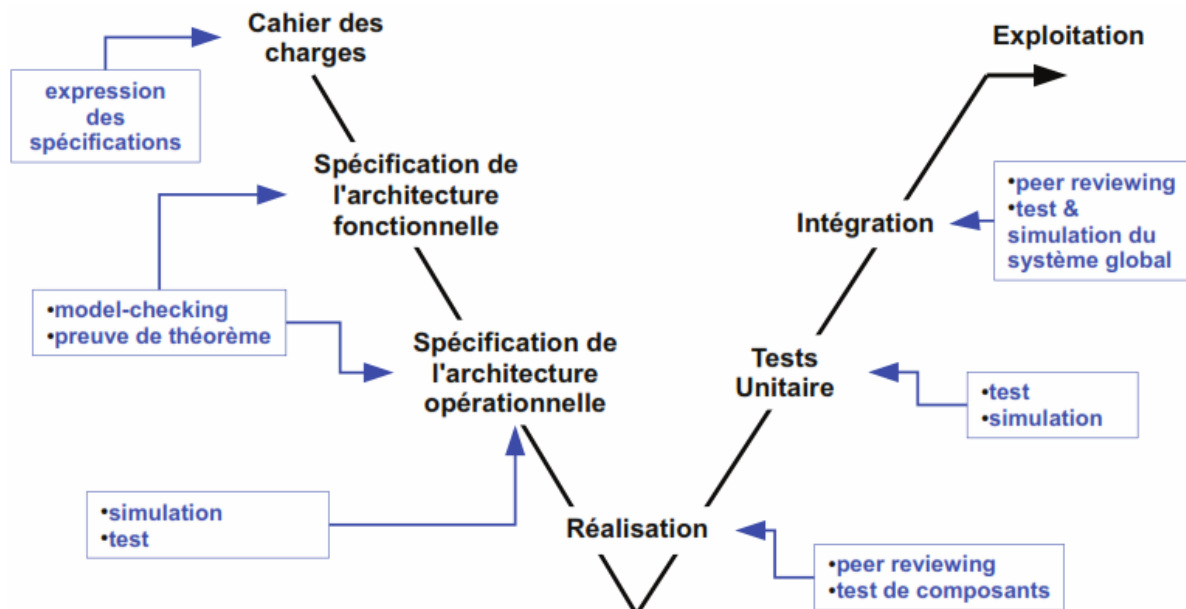 Cahier des
charges
Exploitation
expression
des
spécifications
Spécification de
l'architecture
fonctionnelle
•peer reviewing
•test &
simulation du
système global
Intégration
•model-checking
•preuve de théorème
Spécification de
l'architecture
opérationnelle
Tests
Unitaire
•test
•simulation
•simulation
•test
Réalisation
•peer reviewing
•test de composants